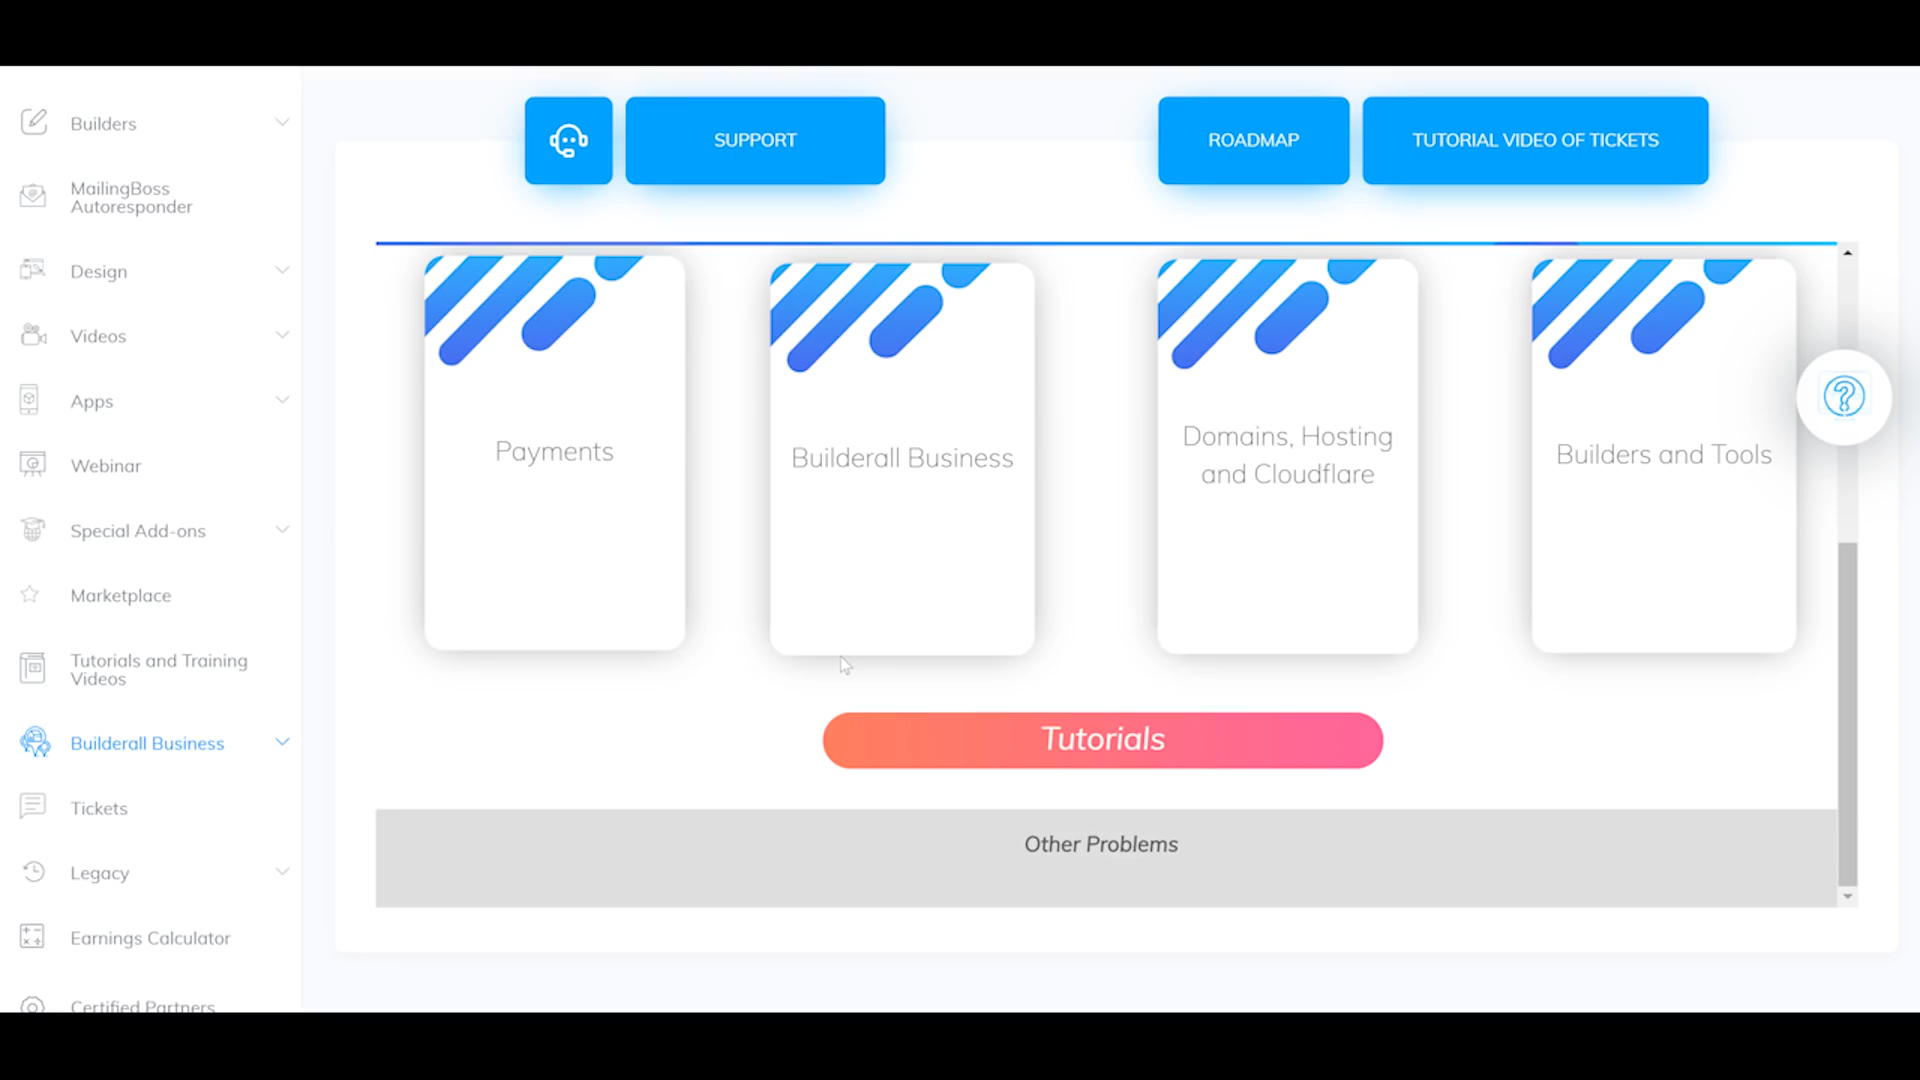 Builders
MailingBoss
Autoresponder
Design
Videos
Apps
Webinar
Special Add-ons
Marketplace
Tutorials and Training
Videos
Builderall Business
Tickets
Legacy
Earnings Calculator
Certified Partners
SUPPORT
ROADMAP
TUTORIAL VIDEO OF TICKETS
Payments
Builderall Business
Domains, Hosting
and Cloudflare
Builders and Tools
Tutorials
Other Problems